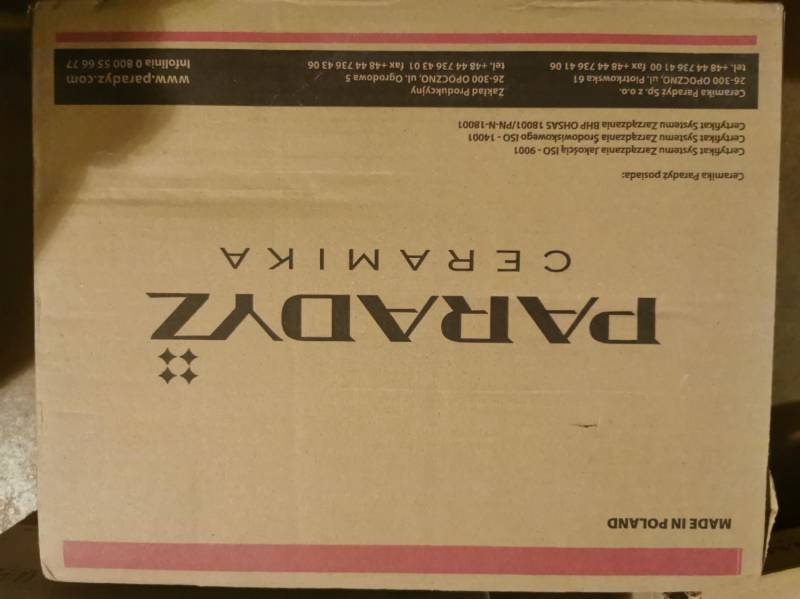 MADE IN POLAND
PARADYŻ
CERAMIKA
Ceramika Paradyż posiada:
Certyfikat Systemu Zarządzania Jakością ISO - 9001
Certyfikat Systemu Zarządzania Środowiskowego ISO - 14001
Certyfikat Systemu Zarządzania BHP OHSAS 18001/PN-N-18001
Ceramika Paradyż Sp. z o.o.
26-300 OPOCZNO, ul. Piotrkowska 61
tel. +48 44 736 41 00 fax +48 44 736 41 06
Zakład Produkcyjny
26-300 OPOCZNO, ul. Ogrodowa 5
tel. +48 44 736 43 01 fax +48 44 736 43 06
www.paradyz.com
Infolinia 0 800 55 66 77